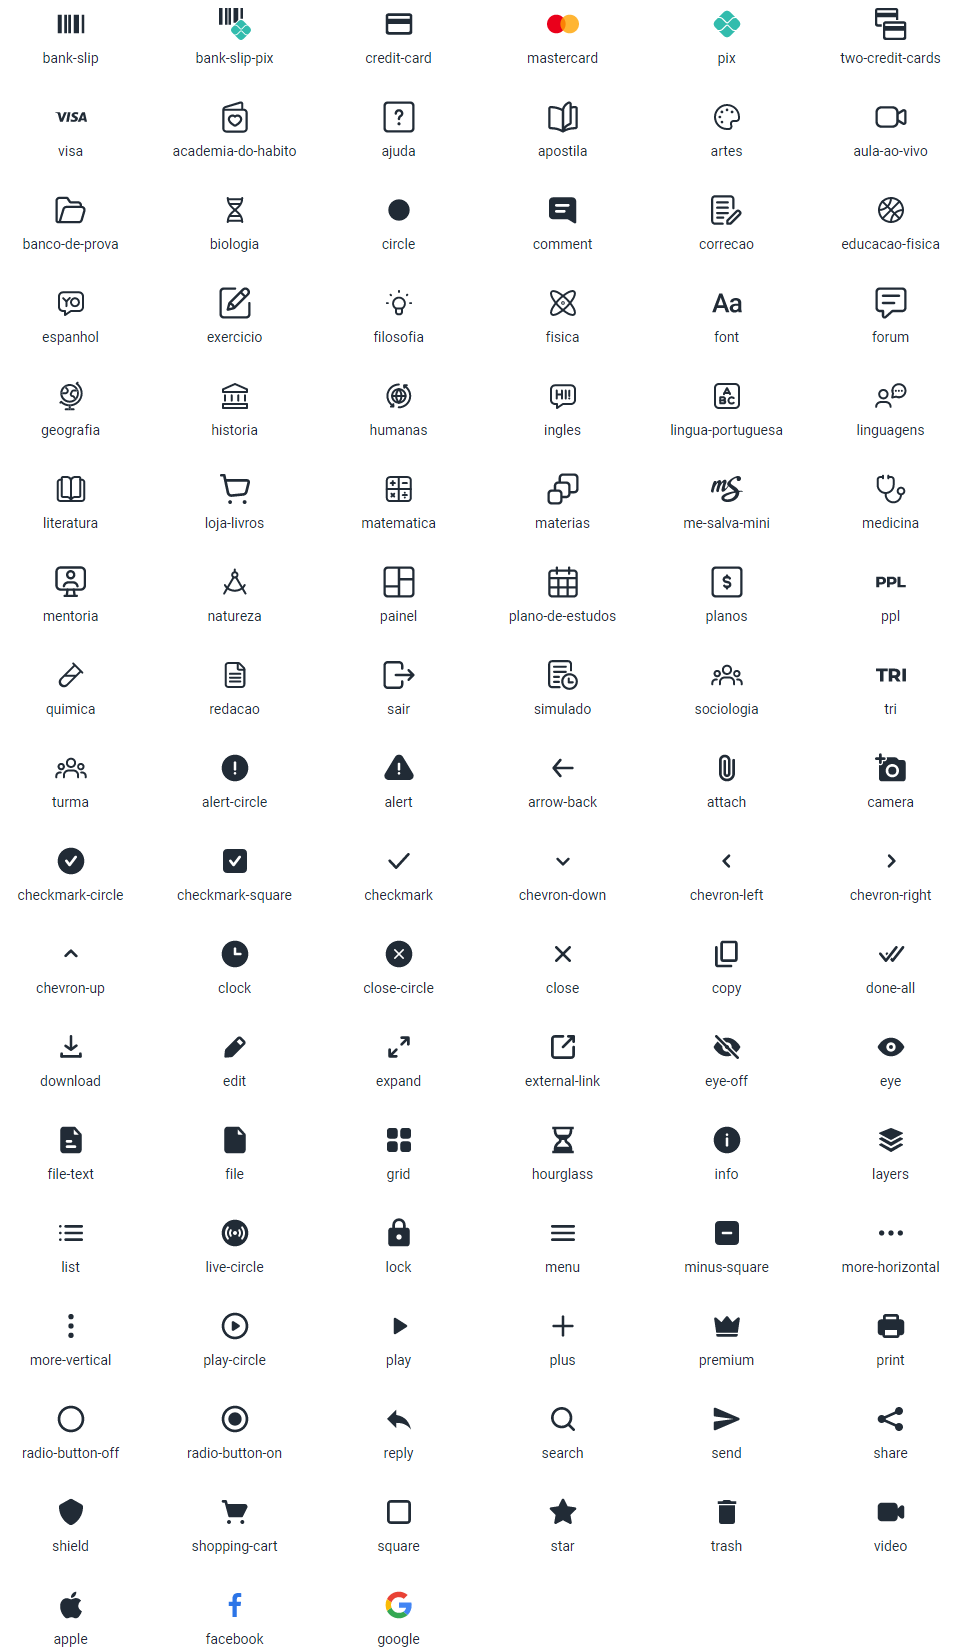 bank-slip bank-slip-pix credit-card mastercard pix two-credit-cards
VISA
visa academia-do-habito ajuda apostila artes aula-ao-vivo
banco-de-prova biologia circle comment correcao educacao-fisica
YO Aa
espanhol exercicio filosofia fisica font forum
HI! A BC
geografia historia humanas ingles lingua-portuguesa linguagens
mS
literatura loja-livros matematica materias me-salva-mini medicina
$ PPL
mentoria natureza painel plano-de-estudos planos ppl
TRI
quimica redacao sair simulado sociologia tri
turma alert-circle alert arrow-back attach camera
checkmark-circle checkmark-square checkmark chevron-down chevron-left chevron-right
chevron-up clock close-circle close copy done-all
download edit expand external-link eye-off eye
file-text file grid hourglass info layers
list live-circle lock menu minus-square more-horizontal
more-vertical play-circle play plus premium print
radio-button-off radio-button-on reply search send share
shield shopping-cart square star trash video
apple facebook google